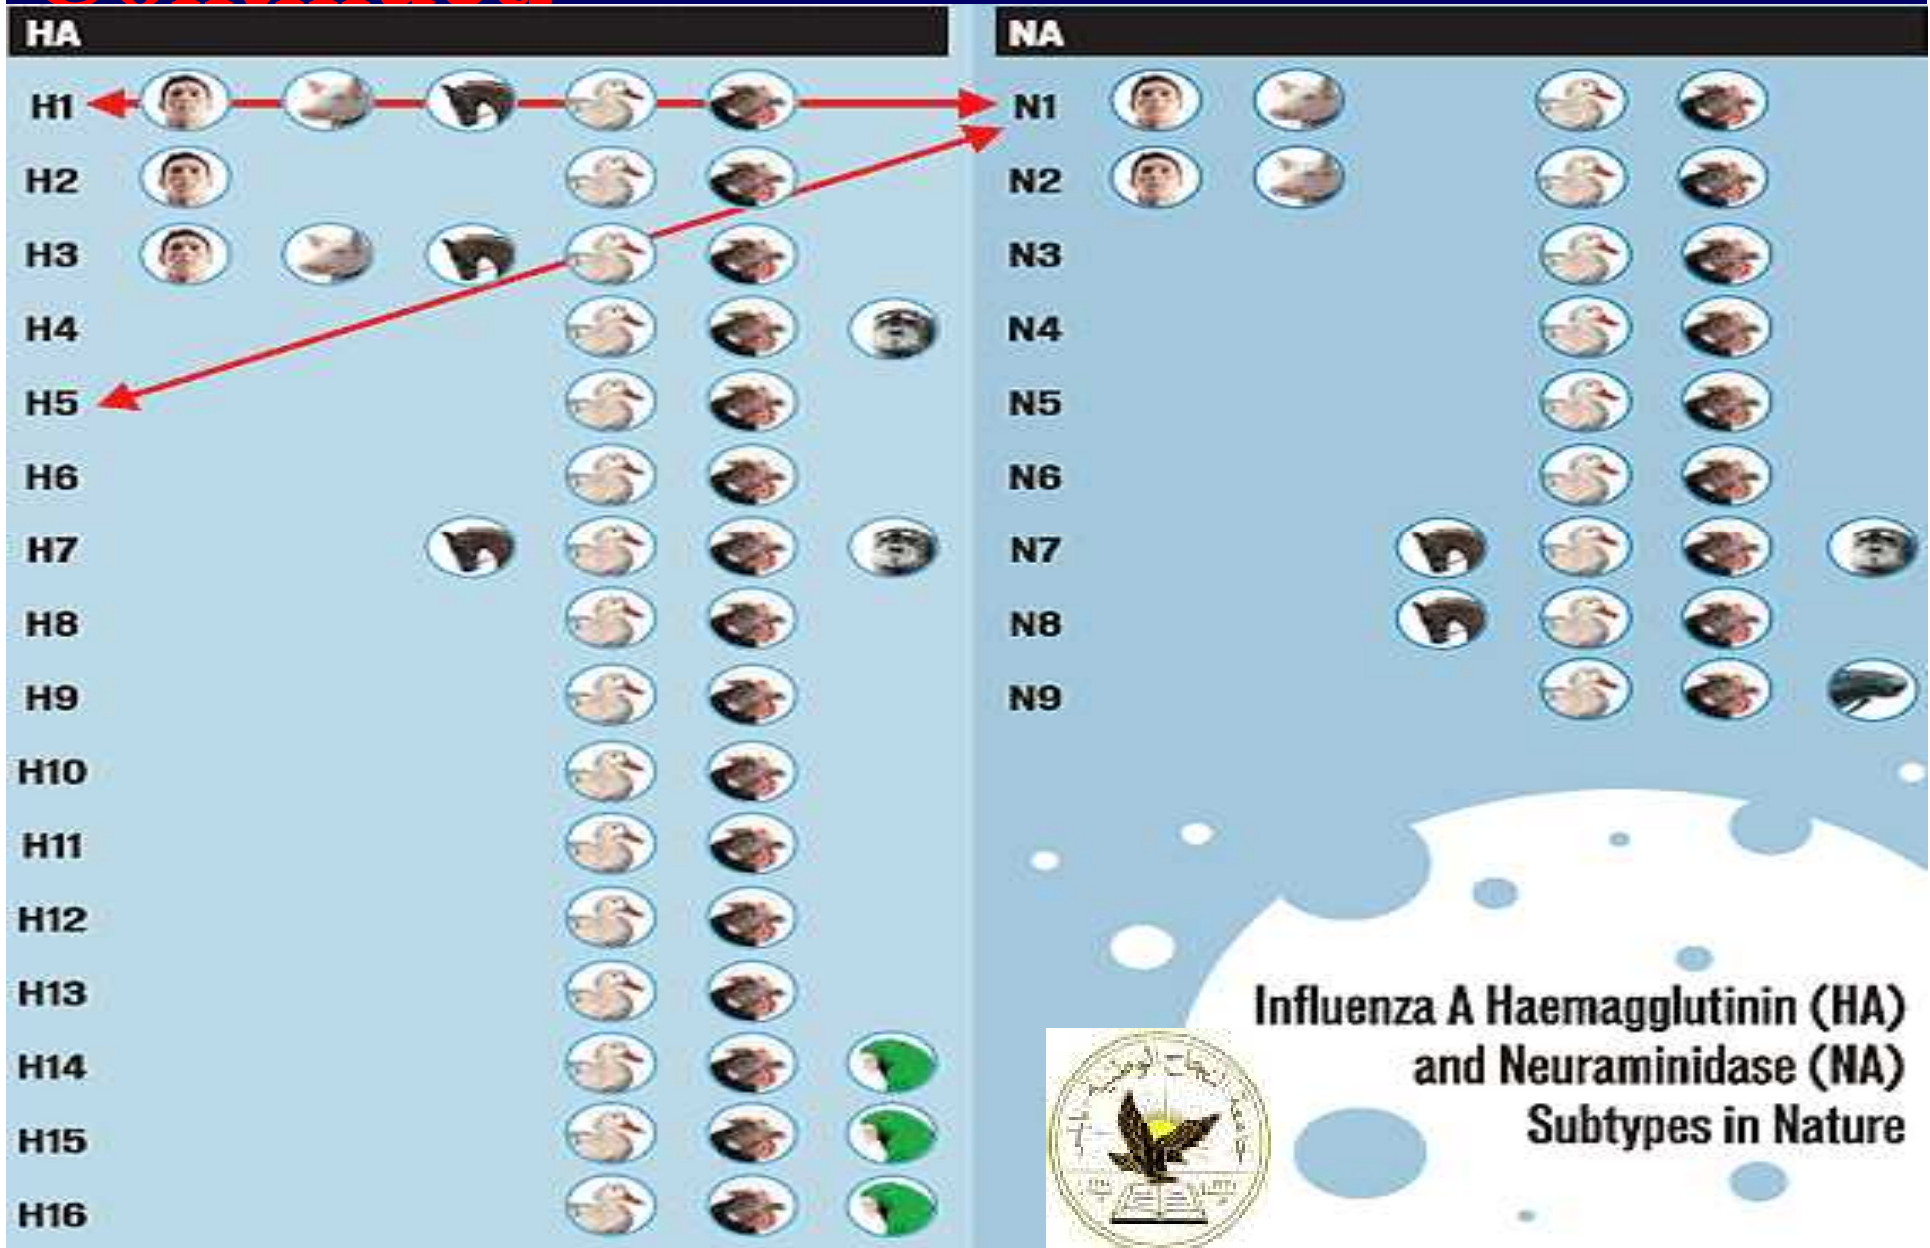 Continued
HA
H1
H2
H3
H4
H5
H6
H7
H8
H9
H10
H11
H12
H13
H14
H15
H16
NA
N1
N2
N3
N4
N5
N6
N7
N8
N9
Influenza A Haemagglutinin (HA)
and Neuraminidase (NA)
Subtypes in Nature